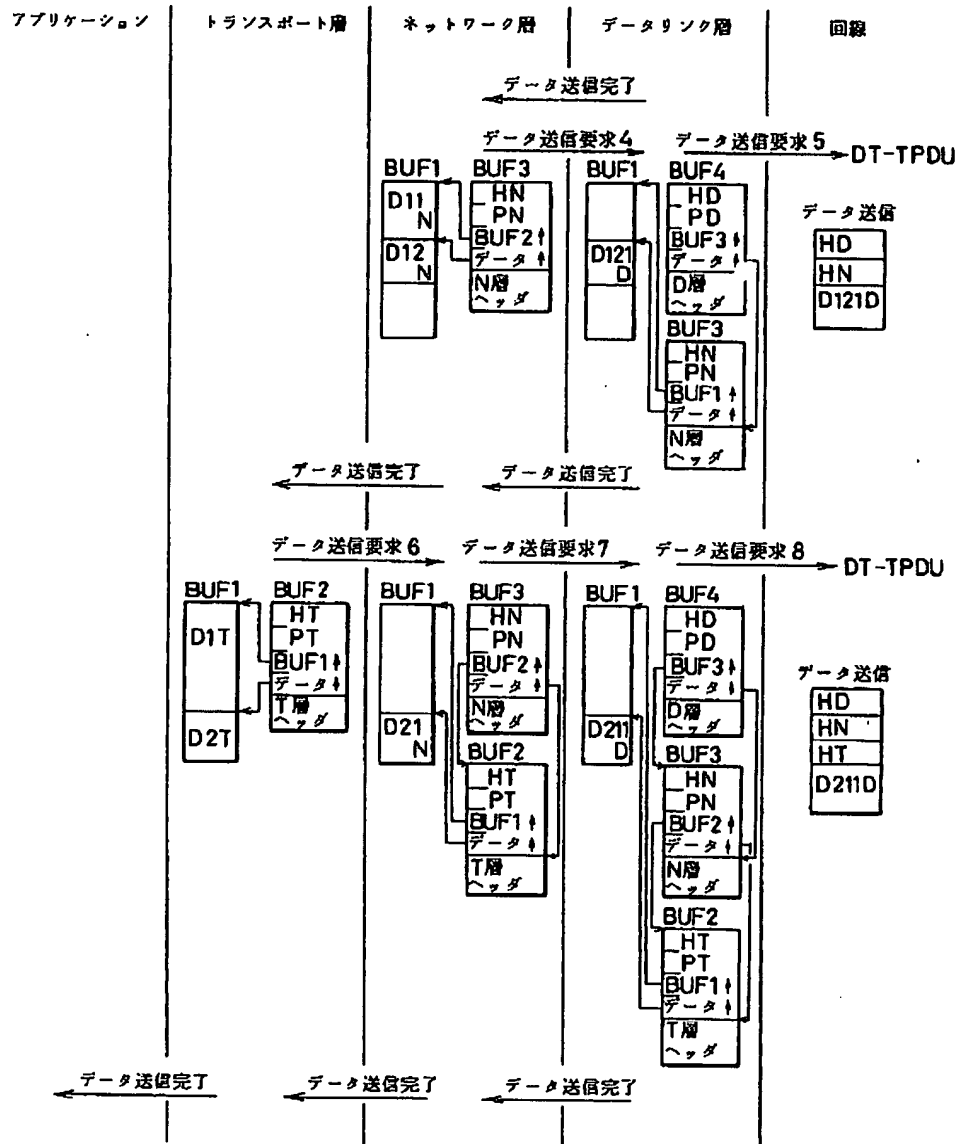 アプリケーション
トランスポート層
ネットワーク層
データリンク層
回線
データ送信完了
データ送信要求4
データ送信要求5
DT-TPDU
BUF1
BUF3
BUF1
BUF4
D11
N
D12
N
HN
PN
BUF2↑
データ↑
N層
ヘッダ
D121
D
HD
PD
BUF3↑
データ↑
D層
ヘッダ
BUF3
HN
PN
BUF1↑
データ↑
N層
ヘッダ
データ送信
HD
HN
D121D
データ送信完了
データ送信完了
データ送信要求6
データ送信要求7
データ送信要求8
DT-TPDU
BUF1
BUF2
BUF1
BUF3
BUF1
BUF4
D1T
D2T
HT
PT
BUF1↑
データ↑
T層
ヘッダ
D21
N
HN
PN
BUF2↑
データ↑
N層
ヘッダ
BUF2
HT
PT
BUF1↑
データ↑
T層
ヘッダ
D211
D
HD
PD
BUF3↑
データ↑
D層
ヘッダ
BUF3
HN
PN
BUF2↑
データ↑
N層
ヘッダ
BUF2
HT
PT
BUF1↑
データ↑
T層
ヘッダ
データ送信
HD
HN
HT
D211D
データ送信完了
データ送信完了
データ送信完了